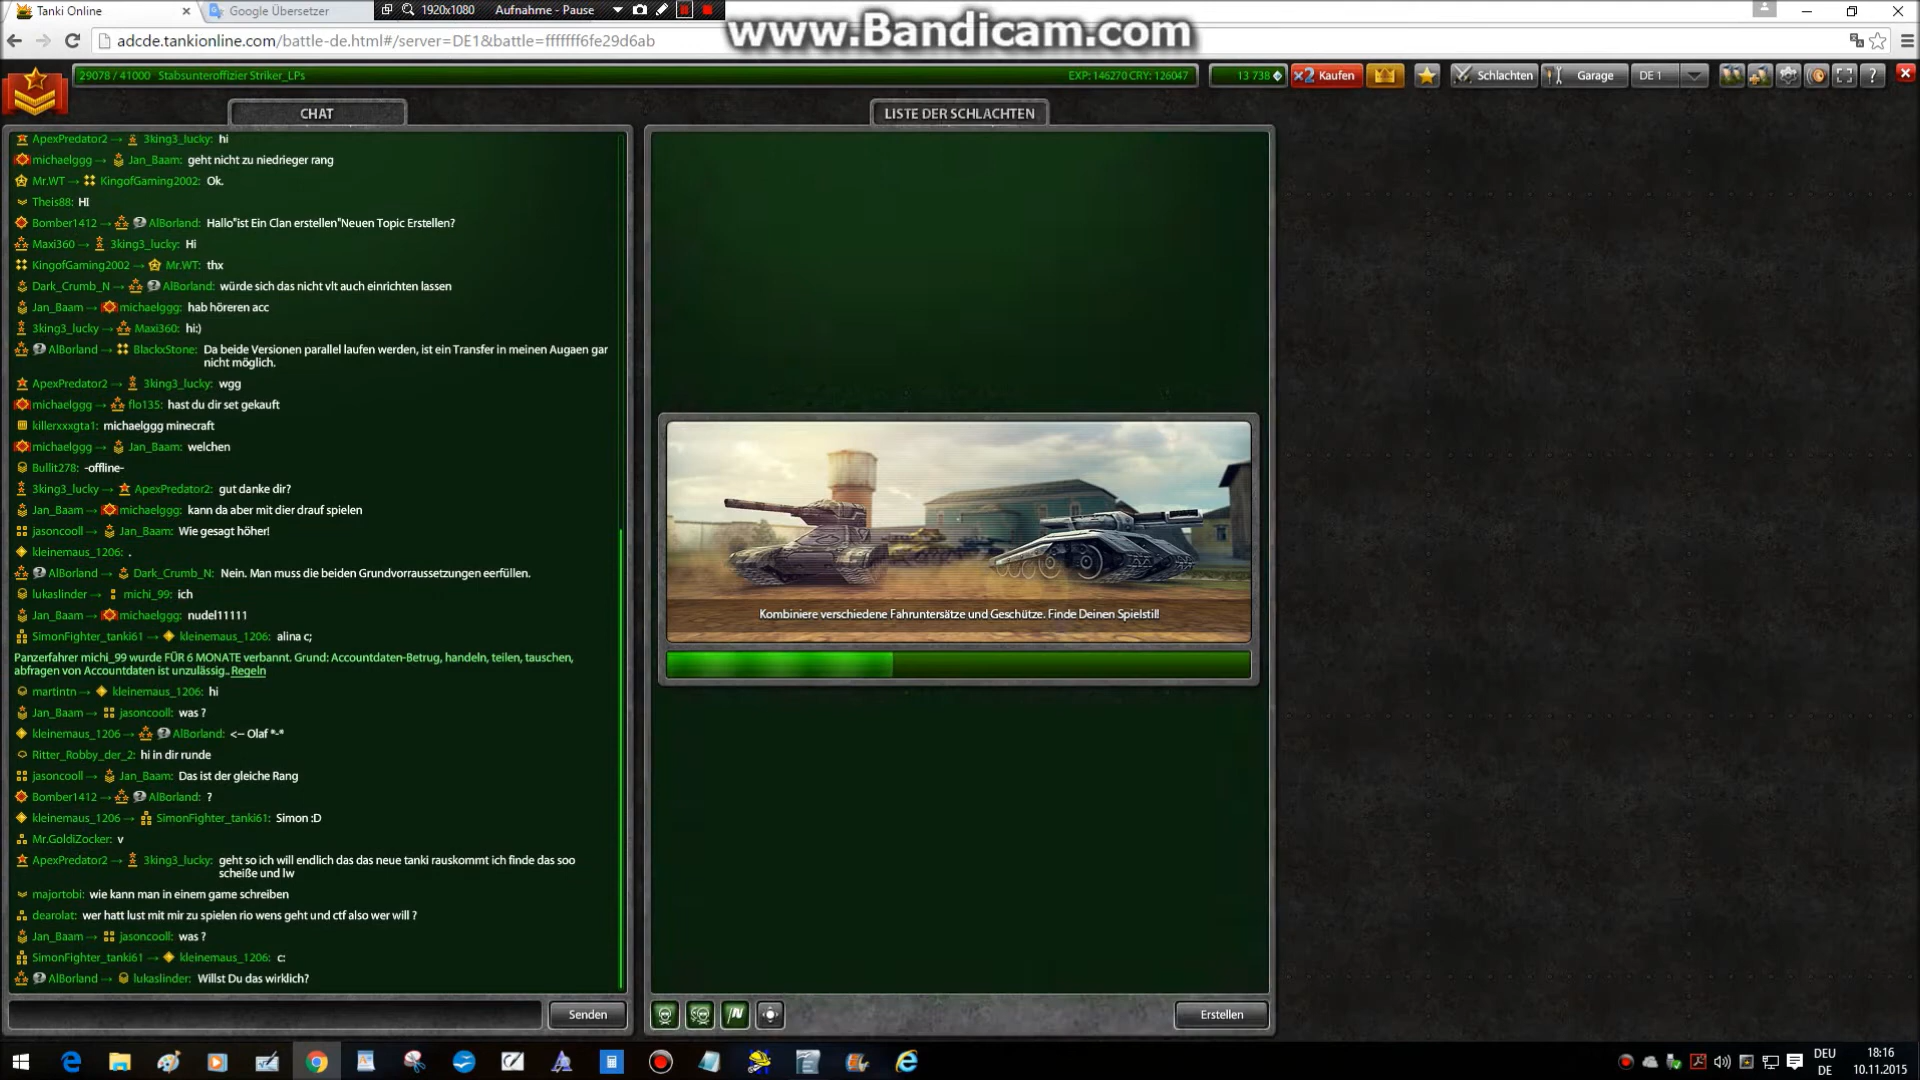 Tanki Online
Google Übersetzer
1920x1080
Aufnahme - Pause
www.Bandicam.com
adcde.tankionline.com/battle-de.html#/server=DE1&battle=fffffff6fe29d6ab
29078 / 41000 Stabsunteroffizier Striker_LPs
EXP: 146270 CRY: 126047
13 738
×2 Kaufen
Schlachten
Garage
DE 1
?
CHAT
LISTE DER SCHLACHTEN
ApexPredator2 → 3king3_lucky: hi
michaelggg → Jan_Baam: geht nicht zu niedrieger rang
Mr.WT → KingofGaming2002: Ok.
Theis88: HI
Bomber1412 → AlBorland: Hallo"ist Ein Clan erstellen"Neuen Topic Erstellen?
Maxi360 → 3king3_lucky: Hi
KingofGaming2002 → Mr.WT: thx
Dark_Crumb_N → AlBorland: würde sich das nicht vlt auch einrichten lassen
Jan_Baam → michaelggg: hab höreren acc
3king3_lucky → Maxi360: hi:)
AlBorland → BlackxStone: Da beide Versionen parallel laufen werden, ist ein Transfer in meinen Augaen gar
nicht möglich.
ApexPredator2 → 3king3_lucky: wgg
michaelggg → flo135: hast du dir set gekauft
killerxxxgta1: michaelggg minecraft
michaelggg → Jan_Baam: welchen
Bullit278: -offline-
3king3_lucky → ApexPredator2: gut danke dir?
Jan_Baam → michaelggg: kann da aber mit dier drauf spielen
jasoncooll → Jan_Baam: Wie gesagt höher!
kleinemaus_1206: .
AlBorland → Dark_Crumb_N: Nein. Man muss die beiden Grundvorraussetzungen eerfüllen.
lukaslinder → michi_99: ich
Jan_Baam → michaelggg: nudel11111
SimonFighter_tanki61 → kleinemaus_1206: alina c;
Panzerfahrer michi_99 wurde FÜR 6 MONATE verbannt. Grund: Accountdaten-Betrug, handeln, teilen, tauschen,
abfragen von Accountdaten ist unzulässig.. Regeln
martintn → kleinemaus_1206: hi
Jan_Baam → jasoncooll: was ?
kleinemaus_1206 → AlBorland: <-- Olaf *-*
Ritter_Robby_der_2: hi in dir runde
jasoncooll → Jan_Baam: Das ist der gleiche Rang
Bomber1412 → AlBorland: ?
kleinemaus_1206 → SimonFighter_tanki61: Simon :D
Mr.GoldiZocker: v
ApexPredator2 → 3king3_lucky: geht so ich will endlich das das neue tanki rauskommt ich finde das soo
scheiße und lw
majortobi: wie kann man in einem game schreiben
dearolat: wer hatt lust mit mir zu spielen rio wens geht und ctf also wer will ?
Jan_Baam → jasoncooll: was ?
SimonFighter_tanki61 → kleinemaus_1206: c:
AlBorland → lukaslinder: Willst Du das wirklich?
Kombiniere verschiedene Fahruntersätze und Geschütze. Finde Deinen Spielstil!
Senden
Erstellen
DEU
DE
18:16
10.11.2015